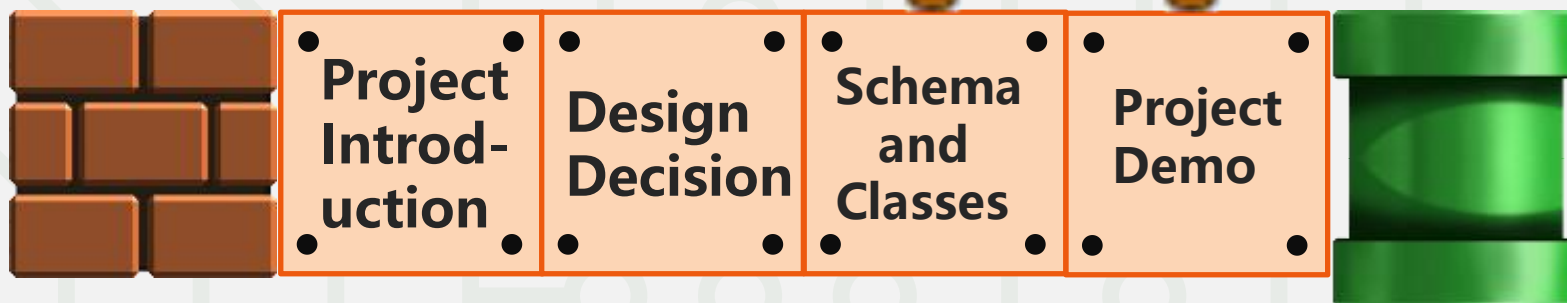 Project
Introd-
uction
Design
Decision
Schema
and
Classes
Project
Demo